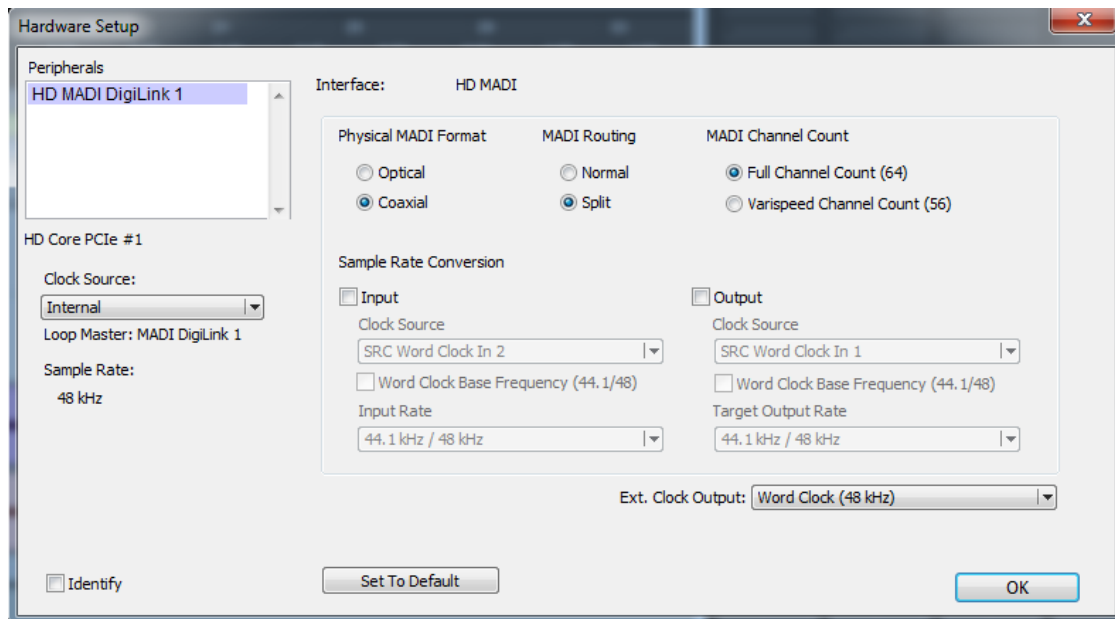 Hardware Setup
Peripherals
HD MADI DigiLink 1
HD Core PCIe #1
Clock Source:
Internal
Loop Master: MADI DigiLink 1
Sample Rate:
48 kHz
Identify
Interface: HD MADI
Physical MADI Format MADI Routing MADI Channel Count
Optical Normal Full Channel Count (64)
Coaxial Split Varispeed Channel Count (56)
Sample Rate Conversion
Input
Clock Source
SRC Word Clock In 2
Word Clock Base Frequency (44.1/48)
Input Rate
44.1 kHz / 48 kHz
Output
Clock Source
SRC Word Clock In 1
Word Clock Base Frequency (44.1/48)
Target Output Rate
44.1 kHz / 48 kHz
Ext. Clock Output: Word Clock (48 kHz)
Set To Default
OK